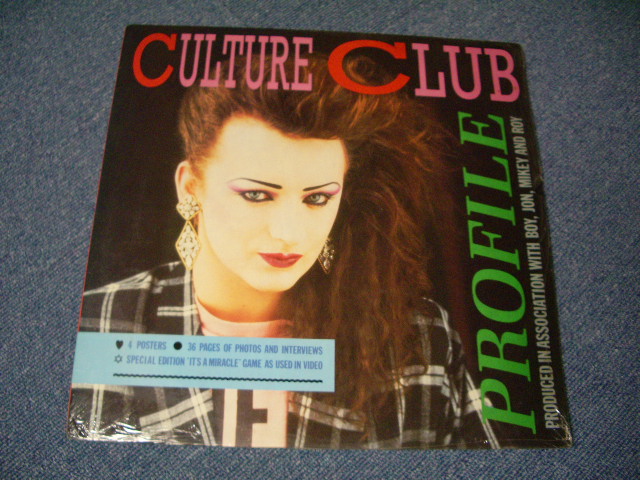 CULTURE CLUB
PROFILE
PRODUCED IN ASSOCIATION WITH BOY, JON, MIKEY AND ROY
♥ 4 POSTERS ● 36 PAGES OF PHOTOS AND INTERVIEWS
✡ SPECIAL EDITION "IT'S A MIRACLE" GAME AS USED IN VIDEO